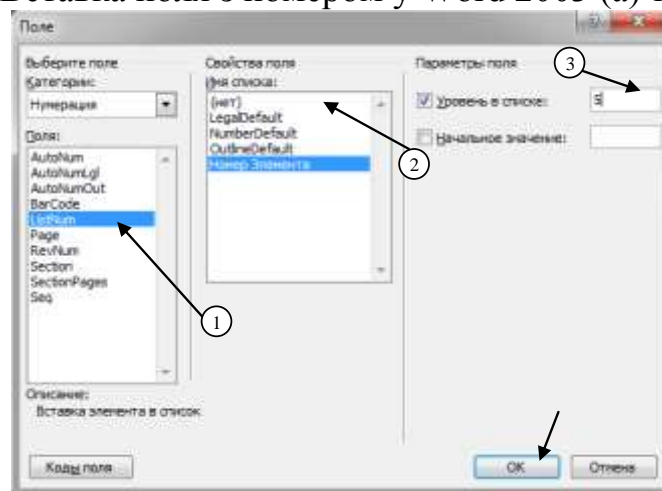 Вставка поля с номером у Word 2003 (а)
Поле
Выберите поле
Категории:
Нумерация
Поля:
AutoNum
AutoNumLgl
AutoNumOut
BarCode
ListNum
Page
RevNum
Section
SectionPages
Seq
Свойства поля
Имя списка:
(нет)
LegalDefault
NumberDefault
OutlineDefault
Номер Элемента
Параметры поля
Уровень в списке:
Начальное значение:
1
2
3
Описание:
Вставка элемента в список
Коды поля
ОК
Отмена